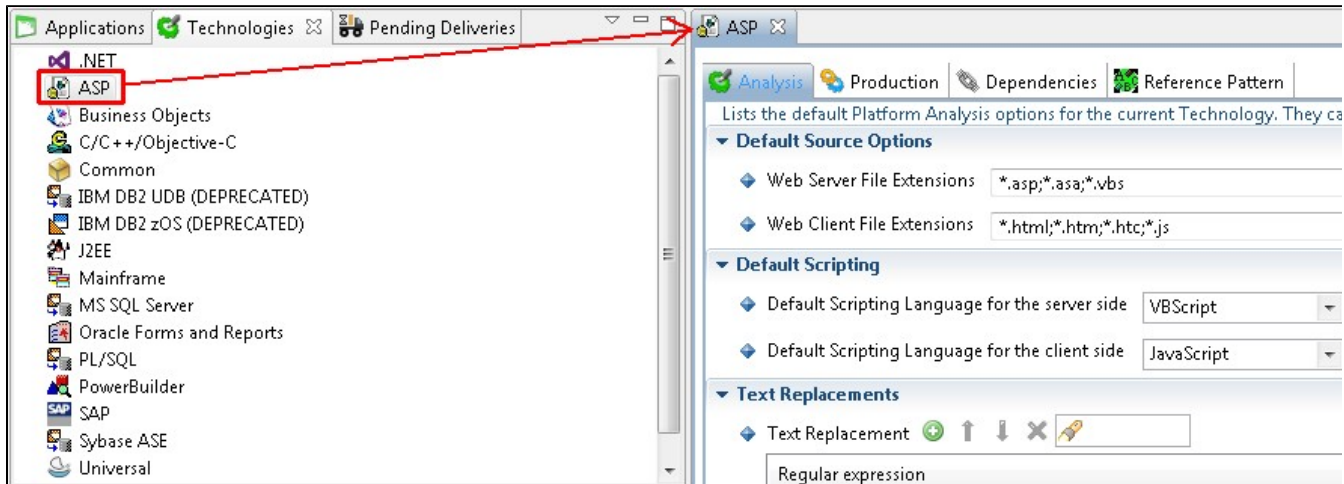 Applications Technologies Pending Deliveries
.NET
ASP
Business Objects
C/C++/Objective-C
Common
IBM DB2 UDB (DEPRECATED)
IBM DB2 zOS (DEPRECATED)
J2EE
Mainframe
MS SQL Server
Oracle Forms and Reports
PL/SQL
PowerBuilder
SAP SAP
Sybase ASE
Universal
ASP
Analysis Production Dependencies Reference Pattern
Lists the default Platform Analysis options for the current Technology. They ca
Default Source Options
Web Server File Extensions *.asp;*.asa;*.vbs
Web Client File Extensions *.html;*.htm;*.htc;*.js
Default Scripting
Default Scripting Language for the server side VBScript
Default Scripting Language for the client side JavaScript
Text Replacements
Text Replacement
Regular expression